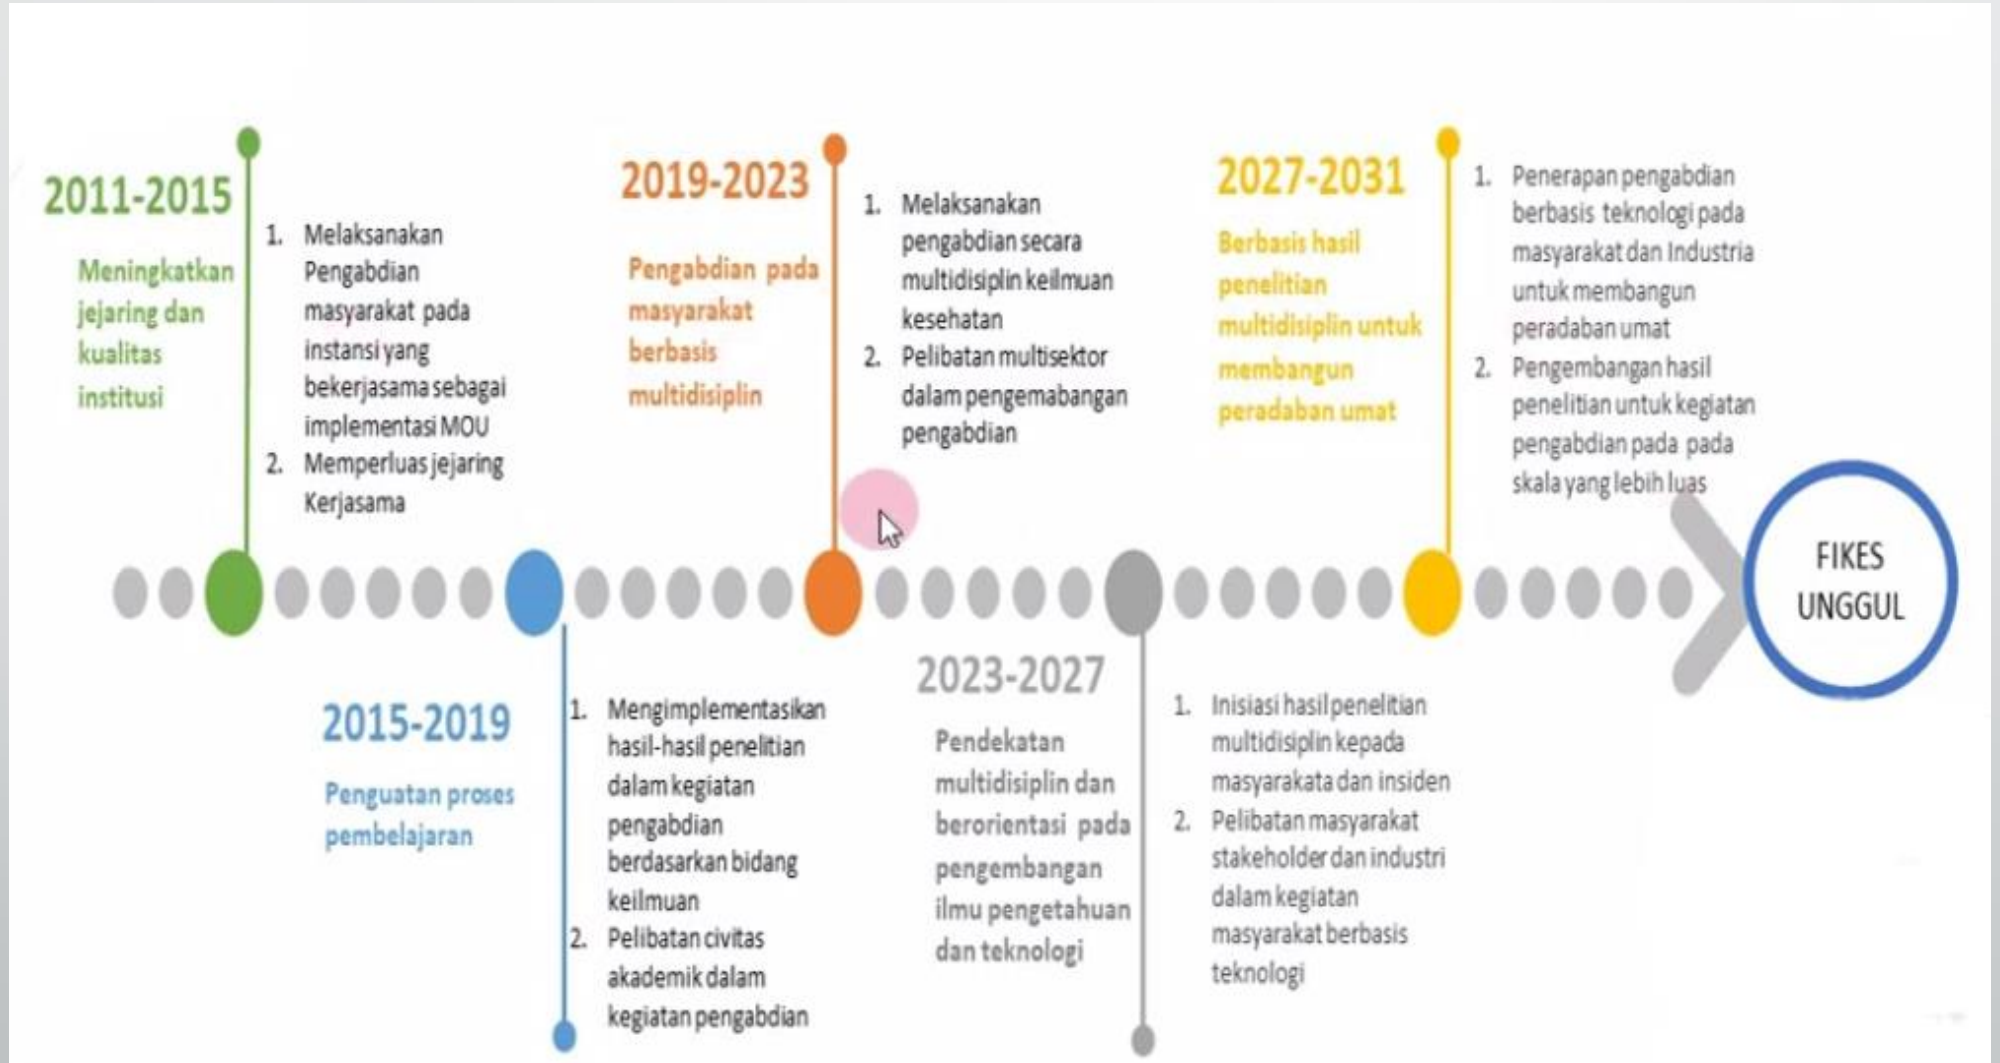 2011-2015
Meningkatkan
jejaring dan
kualitas
institusi
1. Melaksanakan
Pengabdian
masyarakat pada
instansi yang
bekerjasama sebagai
implementasi MOU
2. Memperluas jejaring
Kerjasama
2015-2019
Penguatan proses
pembelajaran
1. Mengimplementasikan
hasil-hasil penelitian
dalam kegiatan
pengabdian
berdasarkan bidang
keilmuan
2. Pelibatan civitas
akademik dalam
kegiatan pengabdian
2019-2023
Pengabdian pada
masyarakat
berbasis
multidisiplin
1. Melaksanakan
pengabdian secara
multidisiplin keilmuan
kesehatan
2. Pelibatan multisektor
dalam pengemabangan
pengabdian
2023-2027
Pendekatan
multidisiplin dan
berorientasi pada
pengembangan
ilmu pengetahuan
dan teknologi
1. Inisiasi hasil penelitian
multidisiplin kepada
masyarakata dan insiden
2. Pelibatan masyarakat
stakeholder dan industri
dalam kegiatan
masyarakat berbasis
teknologi
2027-2031
Berbasis hasil
penelitian
multidisiplin untuk
membangun
peradaban umat
1. Penerapan pengabdian
berbasis teknologi pada
masyarakat dan Industria
untuk membangun
peradaban umat
2. Pengembangan hasil
penelitian untuk kegiatan
pengabdian pada pada
skala yang lebih luas
FIKES
UNGGUL